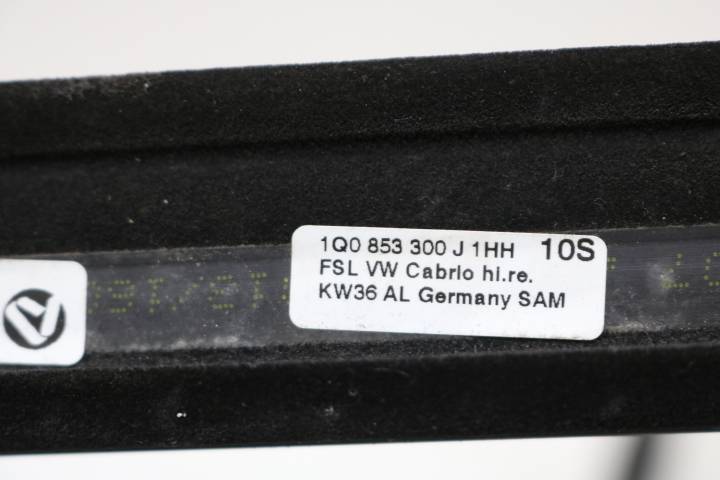 1Q0 853 300 J 1HH 10S
FSL VW Cabrio hi.re.
KW36 AL Germany SAM